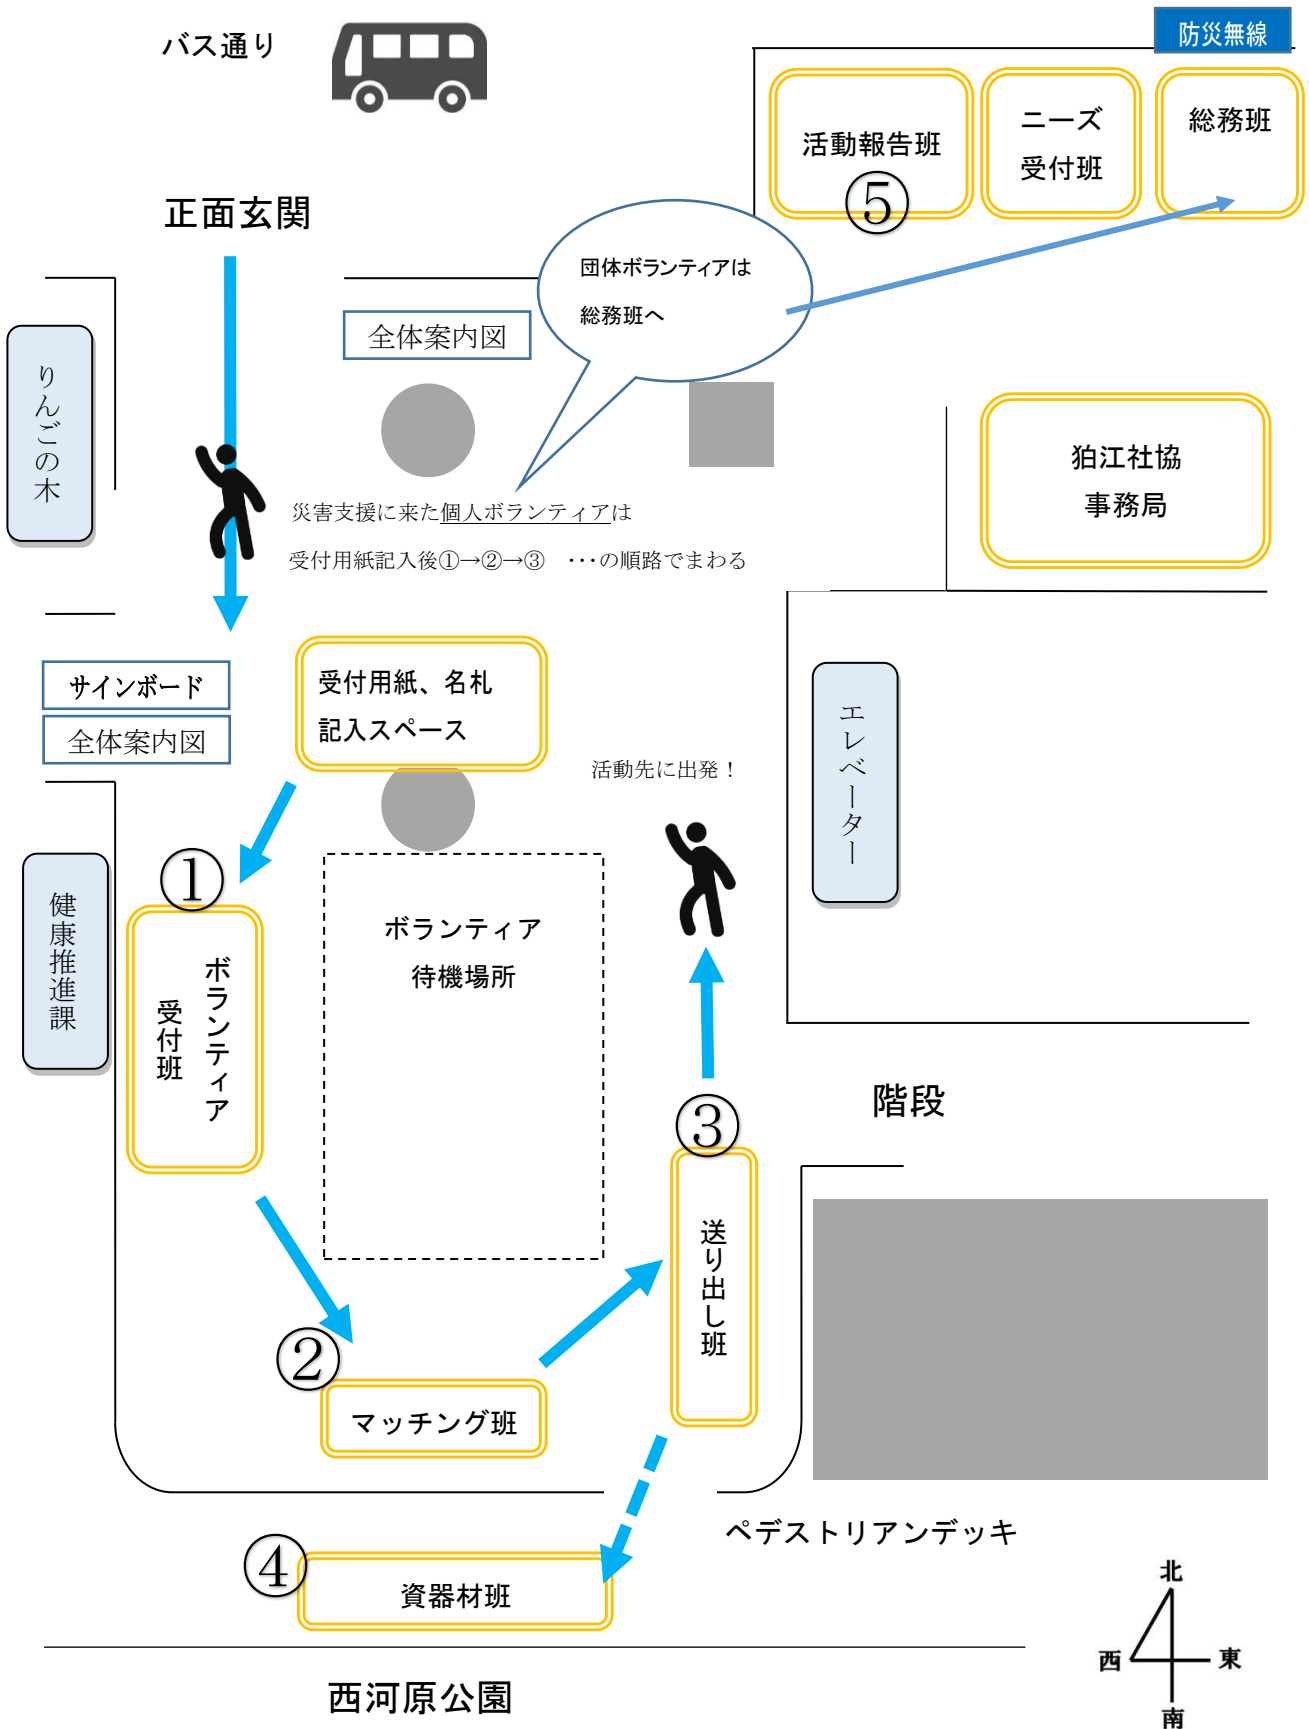 バス通り
防災無線
活動報告班
⑤
ニーズ
受付班
総務班
正面玄関
団体ボランティアは
総務班へ
全体案内図
りんごの木
狛江社協
事務局
災害支援に来た個人ボランティアは
受付用紙記入後①→②→③　・・・の順路でまわる
サインボード
全体案内図
受付用紙、名札
記入スペース
活動先に出発！
エレベーター
健康推進課
①
ボランティア
受付班
ボランティア
待機場所
③
送り出し班
階段
②
マッチング班
ペデストリアンデッキ
④
資器材班
西河原公園
北
西
東
南